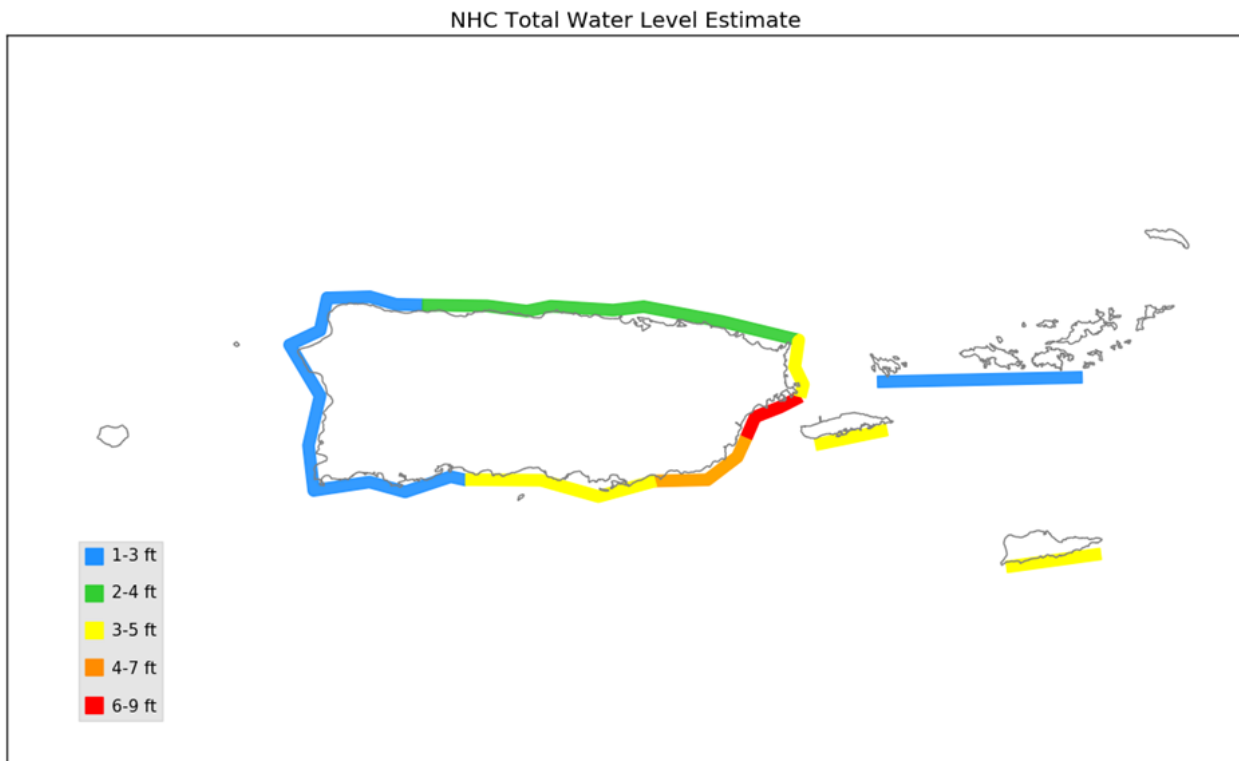 NHC Total Water Level Estimate
1-3 ft
2-4 ft
3-5 ft
4-7 ft
6-9 ft